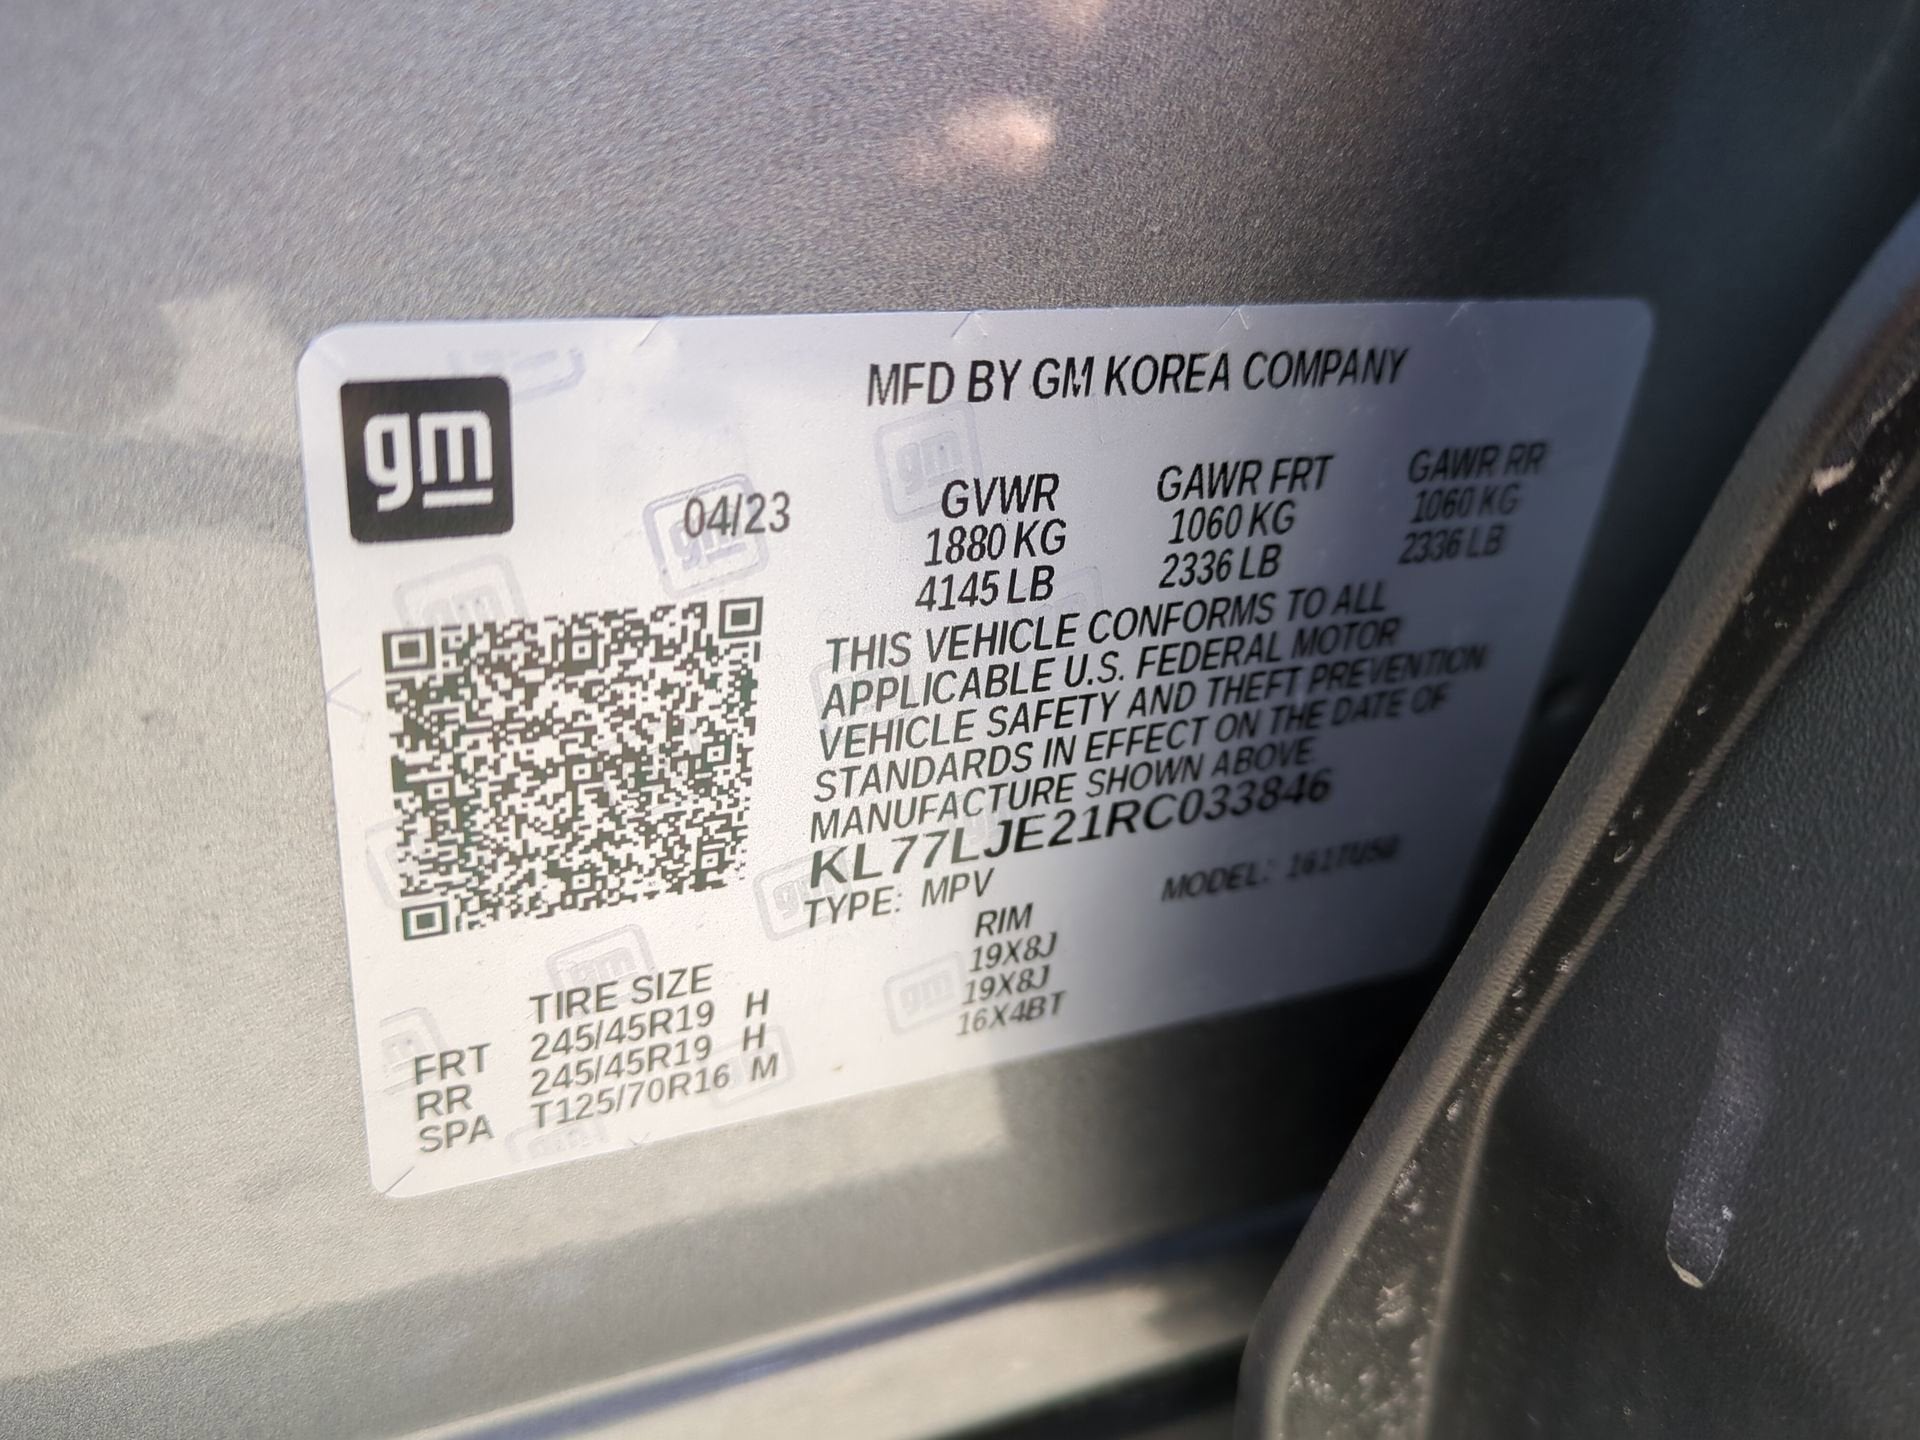 gm
MFD BY GM KOREA COMPANY
04/23
GVWR GAWR FRT GAWR RR
1880 KG 1060 KG 1060 KG
4145 LB 2336 LB 2336 LB
THIS VEHICLE CONFORMS TO ALL
APPLICABLE U.S. FEDERAL MOTOR
VEHICLE SAFETY AND THEFT PREVENTION
STANDARDS IN EFFECT ON THE DATE OF
MANUFACTURE SHOWN ABOVE.
KL77LJE21RC033846
TYPE: MPV MODEL:
TIRE SIZE RIM
FRT 245/45R19 H 19X8J
RR 245/45R19 H 19X8J
SPA T125/70R16 M 16X4BT